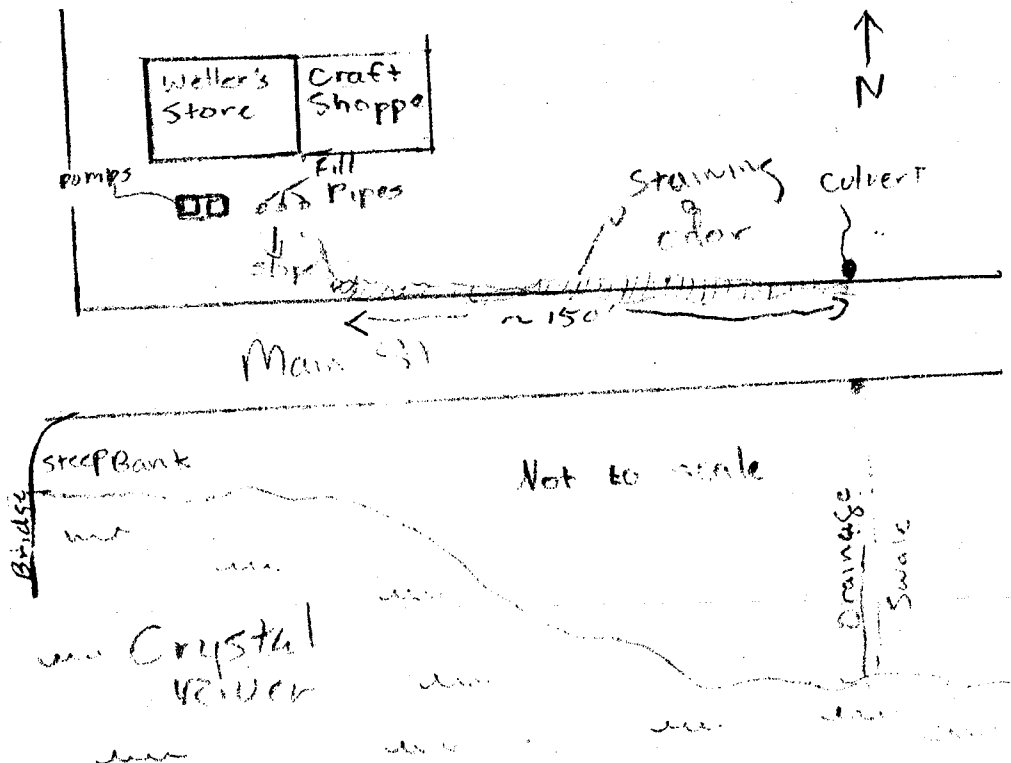 Weller's
Store
Craft
Shoppe
N
Pumps
Fill
Pipes
Staining
&
odor
culvert
slope
~150'
Main St
Steep Bank
Not to scale
Bridge
Drainage
Swale
Crystal
River